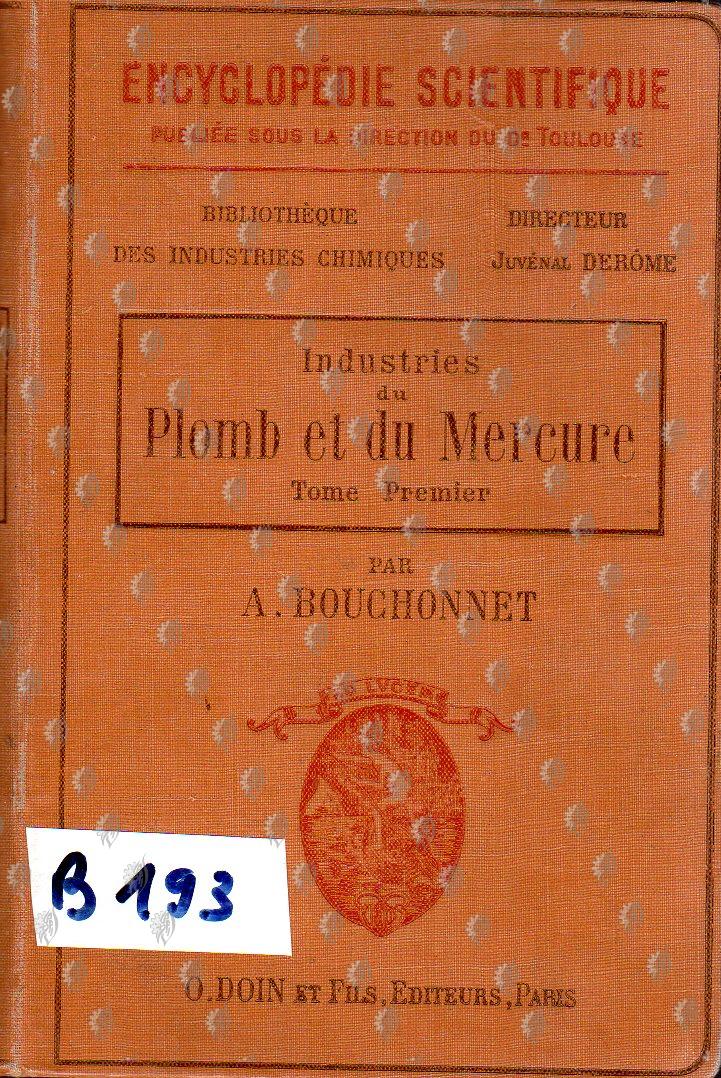 ENCYCLOPÉDIE SCIENTIFIQUE
PUBLIÉE SOUS LA DIRECTION DU Dr TOULOUSE
BIBLIOTHÈQUE
DES INDUSTRIES CHIMIQUES
DIRECTEUR
JUVÉNAL DERÔME
Industries
du
Plomb et du Mercure
Tome Premier
PAR
A. BOUCHONNET
B 193
O. DOIN ET FILS, EDITEURS, PARIS